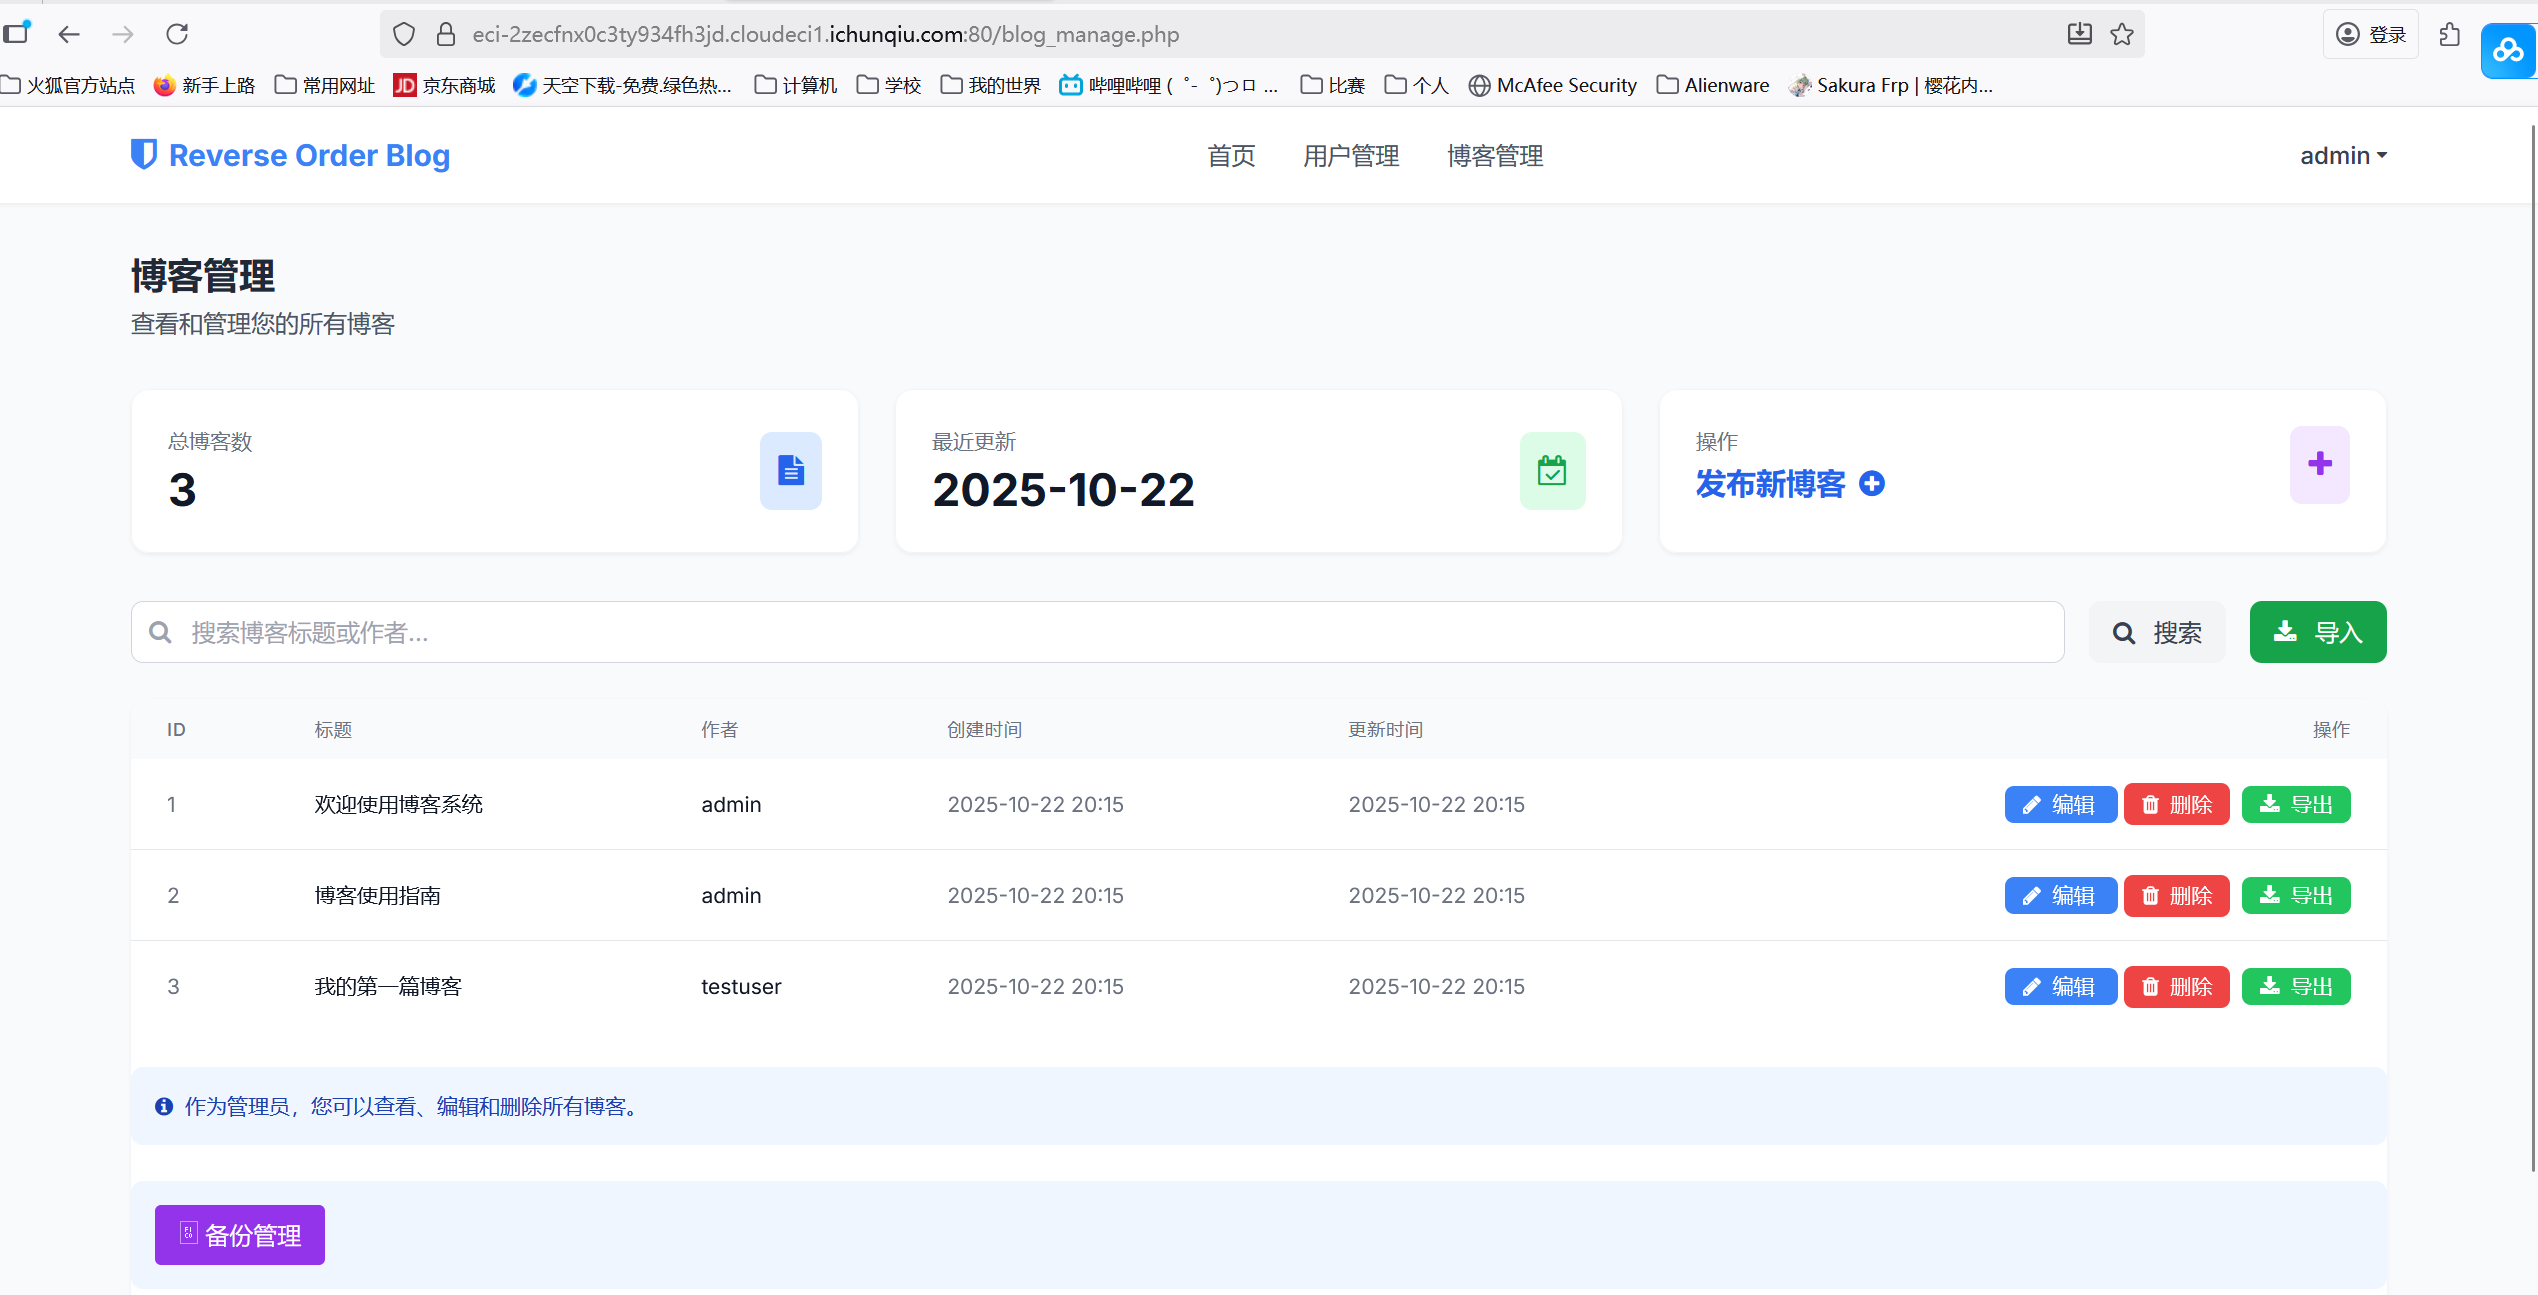 eci-2zecfnx0c3ty934fh3jd.cloudeci1.ichunqiu.com:80/blog_manage.php
登录
火狐官方站点 新手上路 常用网址 京东商城 天空下载-免费.绿色热... 计算机 学校 我的世界 哔哩哔哩 ( ゜- ゜)つロ ... 比赛 个人 McAfee Security Alienware Sakura Frp | 樱花内...
Reverse Order Blog 首页 用户管理 博客管理 admin
博客管理
查看和管理您的所有博客
总博客数
3
最近更新
2025-10-22
操作
发布新博客
搜索博客标题或作者... 搜索 导入
ID 标题 作者 创建时间 更新时间 操作
1 欢迎使用博客系统 admin 2025-10-22 20:15 2025-10-22 20:15 编辑 删除 导出
2 博客使用指南 admin 2025-10-22 20:15 2025-10-22 20:15 编辑 删除 导出
3 我的第一篇博客 testuser 2025-10-22 20:15 2025-10-22 20:15 编辑 删除 导出
作为管理员，您可以查看、编辑和删除所有博客。
备份管理